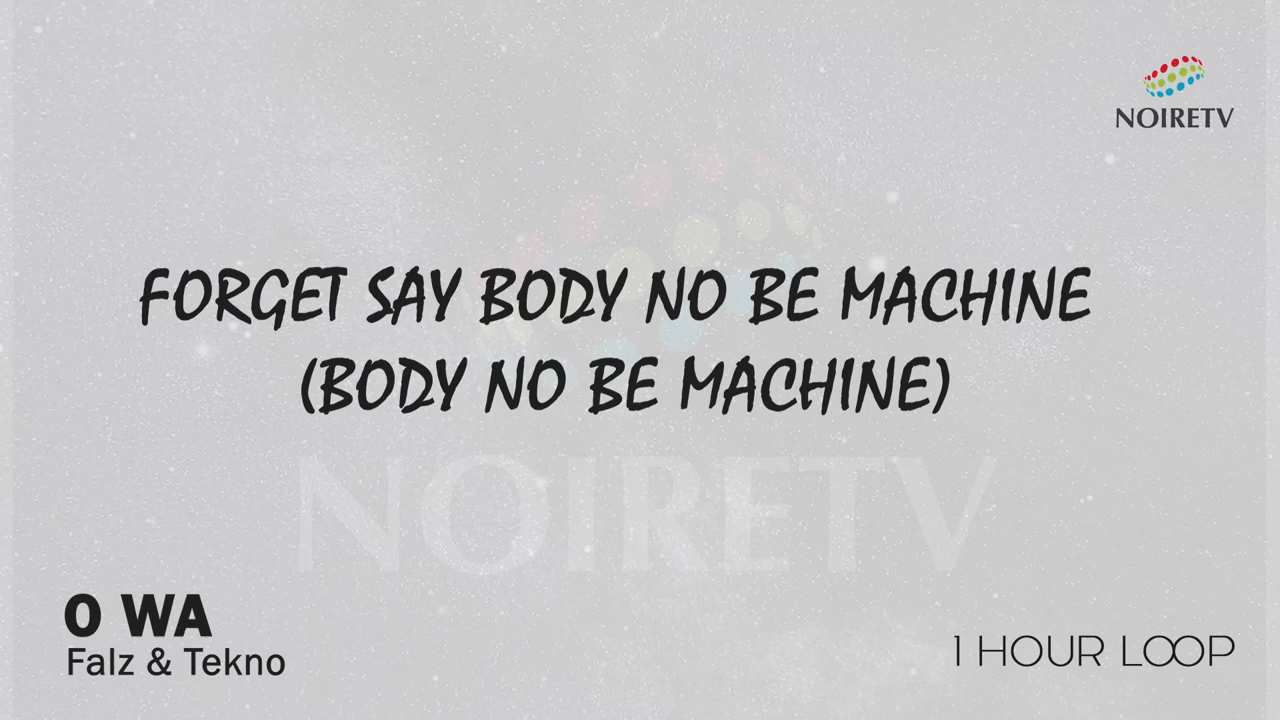 NOIRETV
FORGET SAY BODY NO BE MACHINE
(BODY NO BE MACHINE)
NOIRETV
O WA
Falz & Tekno
1 HOUR LOOP